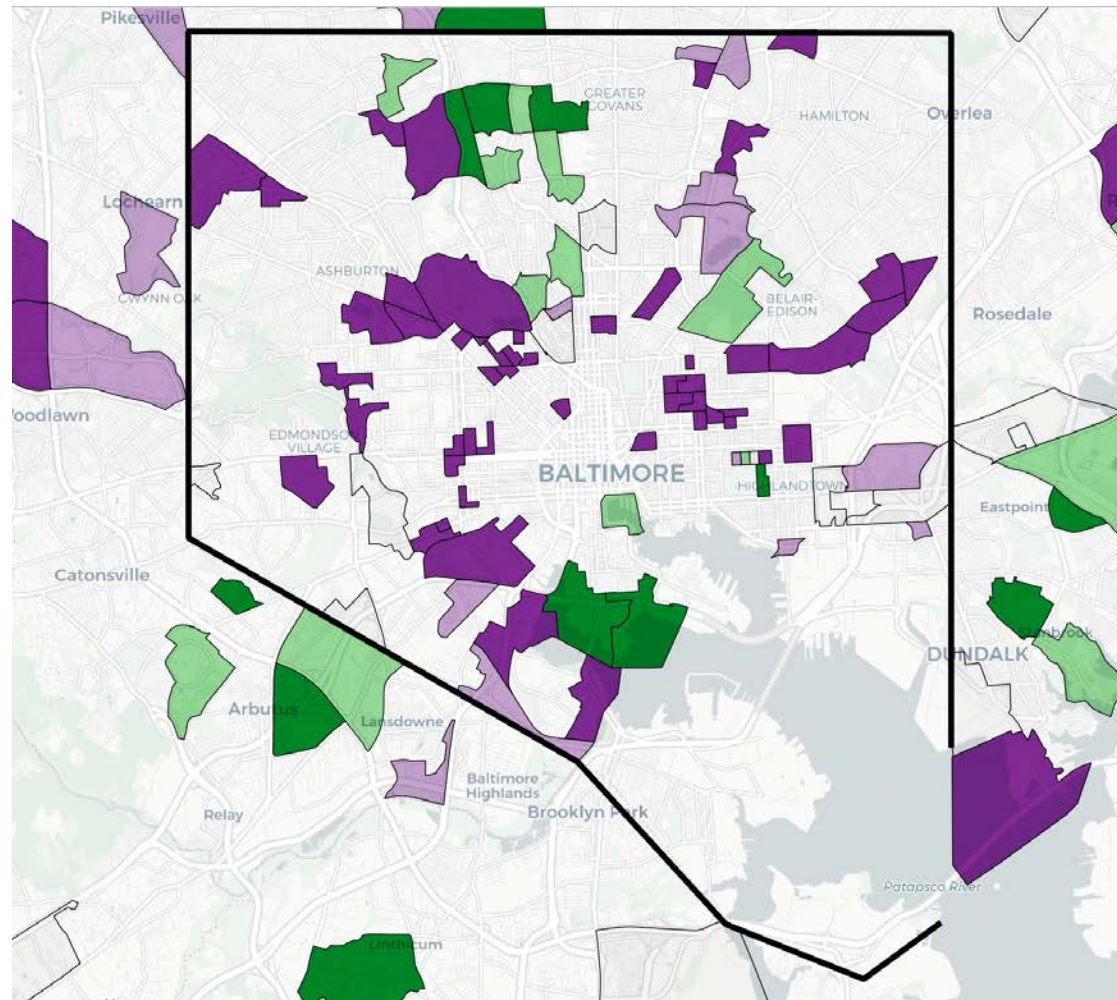 Pikesville
GREATER
GOVANS
HAMILTON
Overlea
Lochearn
ASHBURTON
GWYNN OAK
BELAIR-
EDISON
Rosedale
Woodlawn
EDMONDSON
VILLAGE
BALTIMORE
HIGHLANDTOWN
Eastpoint
Catonsville
Stanbrook
DUNDALK
Arbutus
Lansdowne
Baltimore
Highlands
Relay
Brooklyn Park
Patapsco River
Linthicum